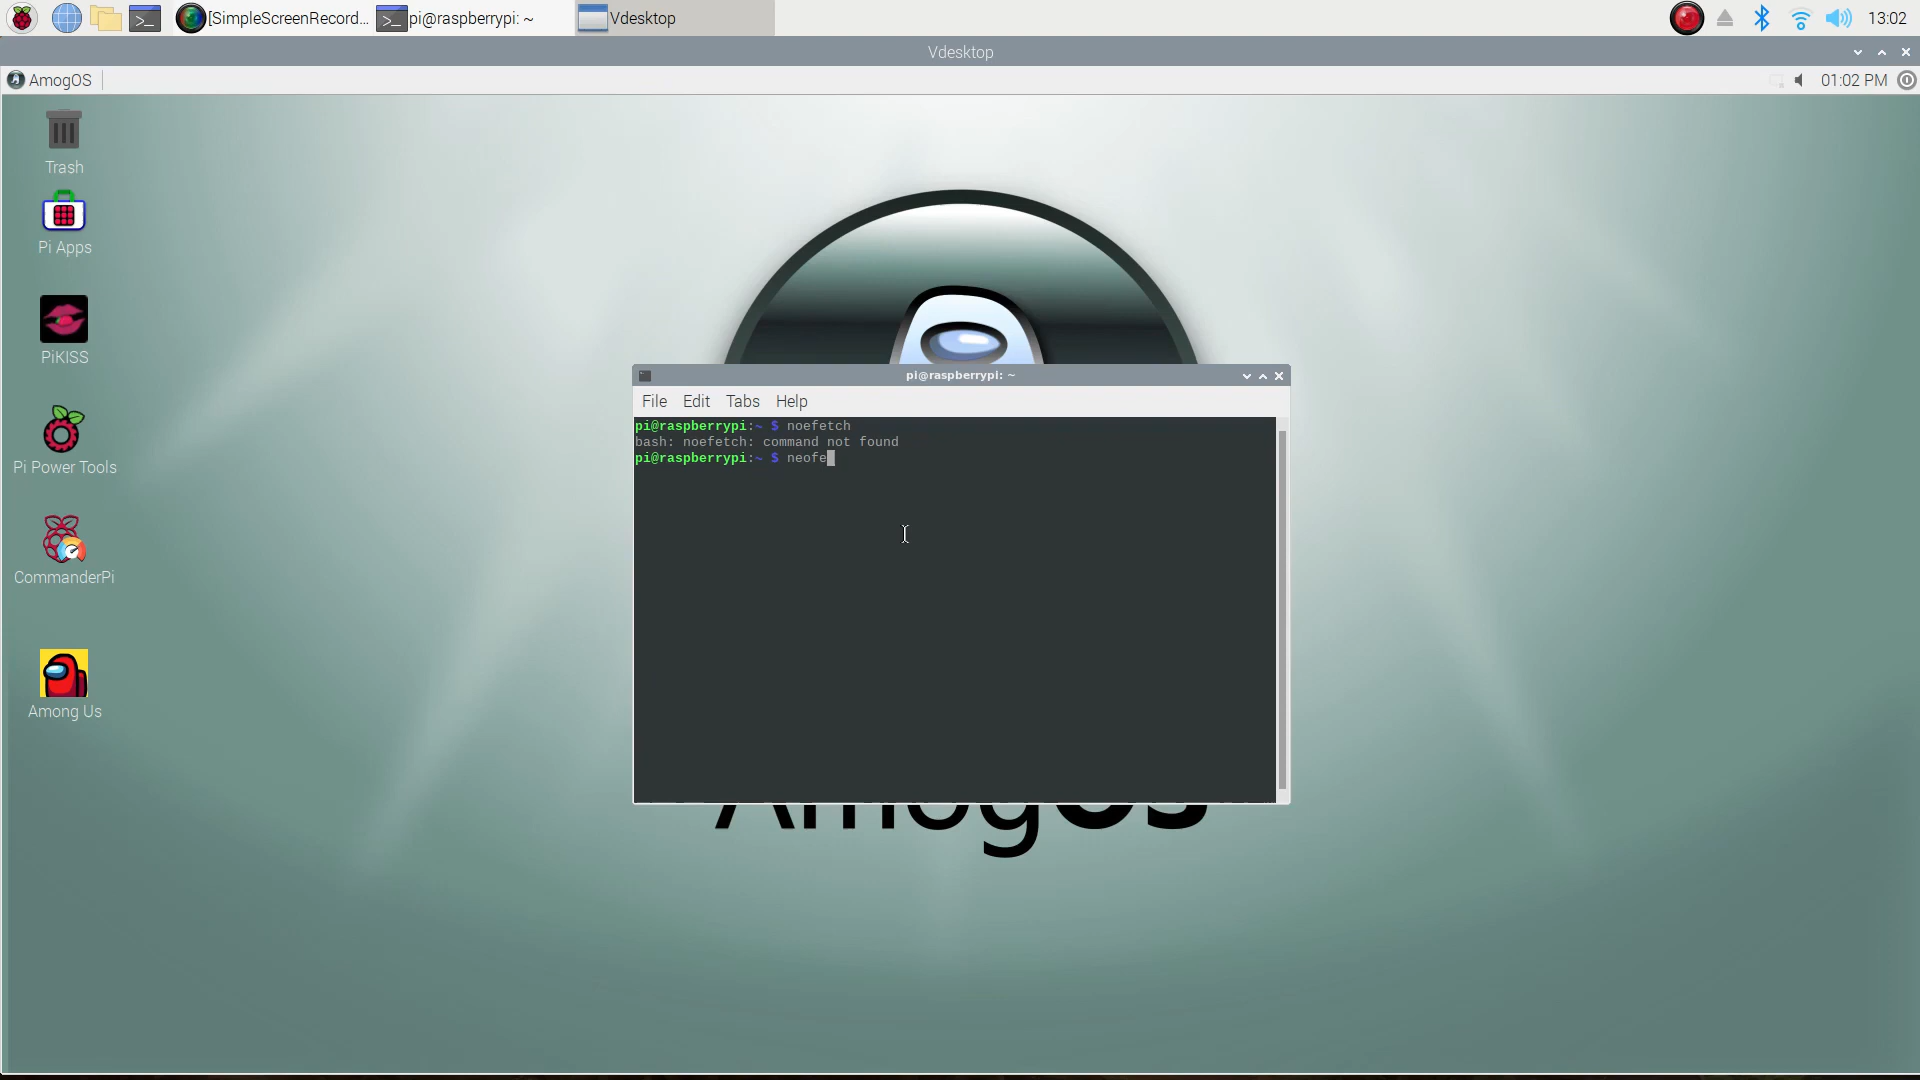 [SimpleScreenRecord...
pi@raspberrypi: ~
Vdesktop
13:02
Vdesktop
AmogOS
01:02 PM
Trash
Pi Apps
PiKISS
Pi Power Tools
CommanderPi
Among Us
pi@raspberrypi: ~
File Edit Tabs Help
pi@raspberrypi:~ $ noefetch
bash: noefetch: command not found
pi@raspberrypi:~ $ neofe
AmogOS